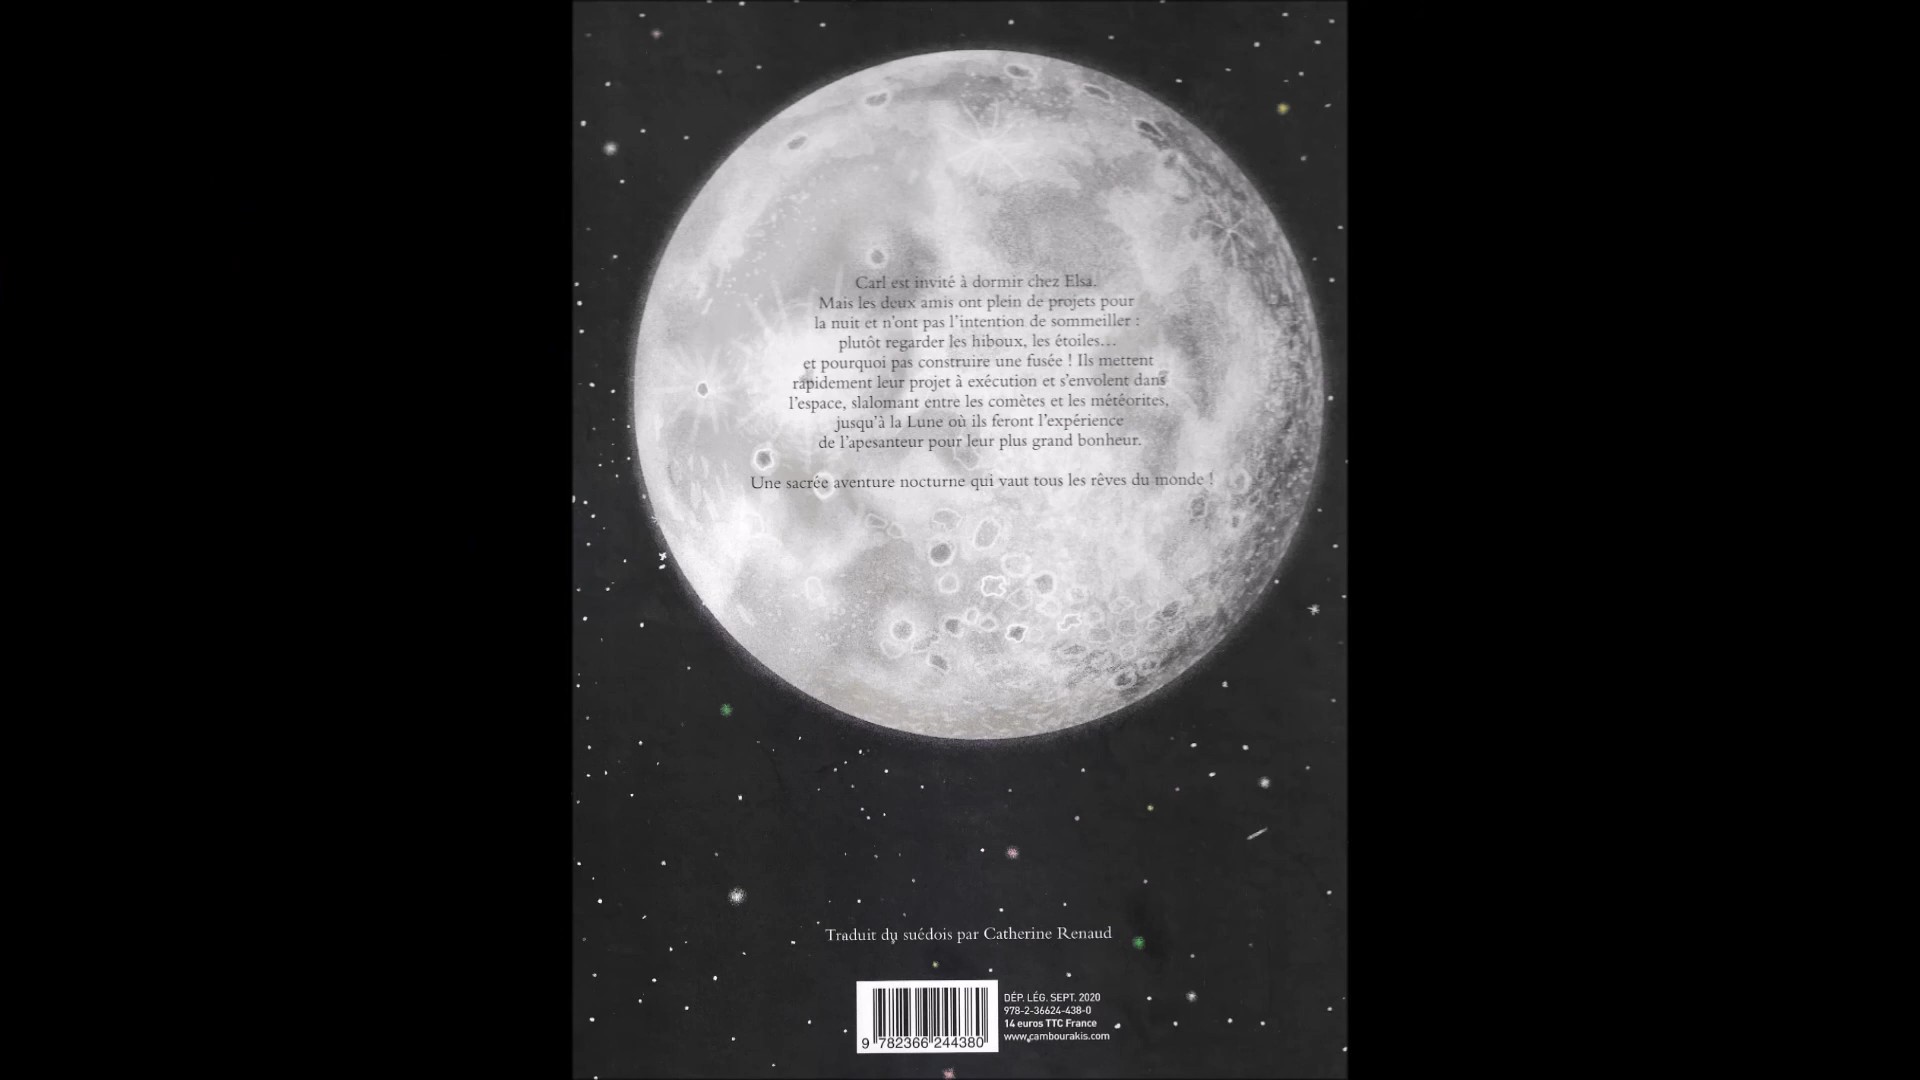 Carl est invité à dormir chez Elsa.
Mais les deux amis ont plein de projets pour
la nuit et n'ont pas l'intention de sommeiller :
plutôt regarder les hiboux, les étoiles…
et pourquoi pas construire une fusée ! Ils mettent
rapidement leur projet à exécution et s'envolent dans
l'espace, slalomant entre les comètes et les météorites,
jusqu'à la Lune où ils feront l'expérience
de l'apesanteur pour leur plus grand bonheur.
Une sacrée aventure nocturne qui vaut tous les rêves du monde !
Traduit du suédois par Catherine Renaud
DÉP. LÉG. SEPT. 2020
978-2-36624-438-0
14 euros TTC France
www.cambourakis.com
9 782366 244380